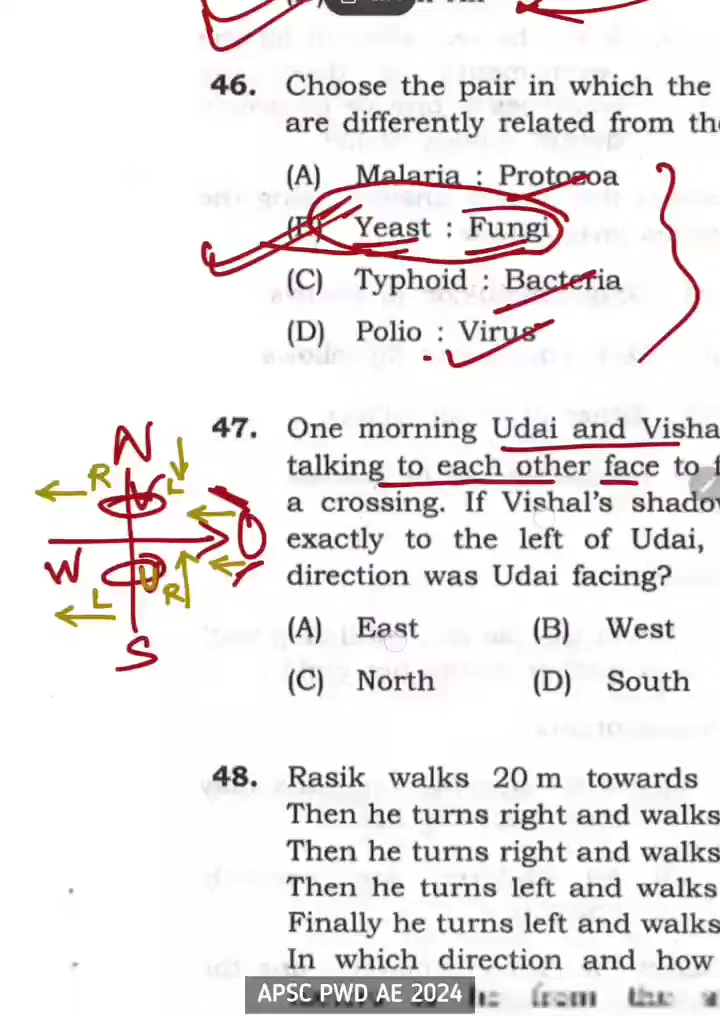 46. Choose the pair in which the
are differently related from the
(A) Malaria : Protozoa
(B) Yeast : Fungi
(C) Typhoid : Bacteria
(D) Polio : Virus
47. One morning Udai and Visha
talking to each other face to f
a crossing. If Vishal's shadow
exactly to the left of Udai,
direction was Udai facing?
(A) East (B) West
(C) North (D) South
N
R V L
W
L U R
S
48. Rasik walks 20 m towards
Then he turns right and walks
Then he turns right and walks
Then he turns left and walks
Finally he turns left and walks
In which direction and how
he from the
APSC PWD AE 2024